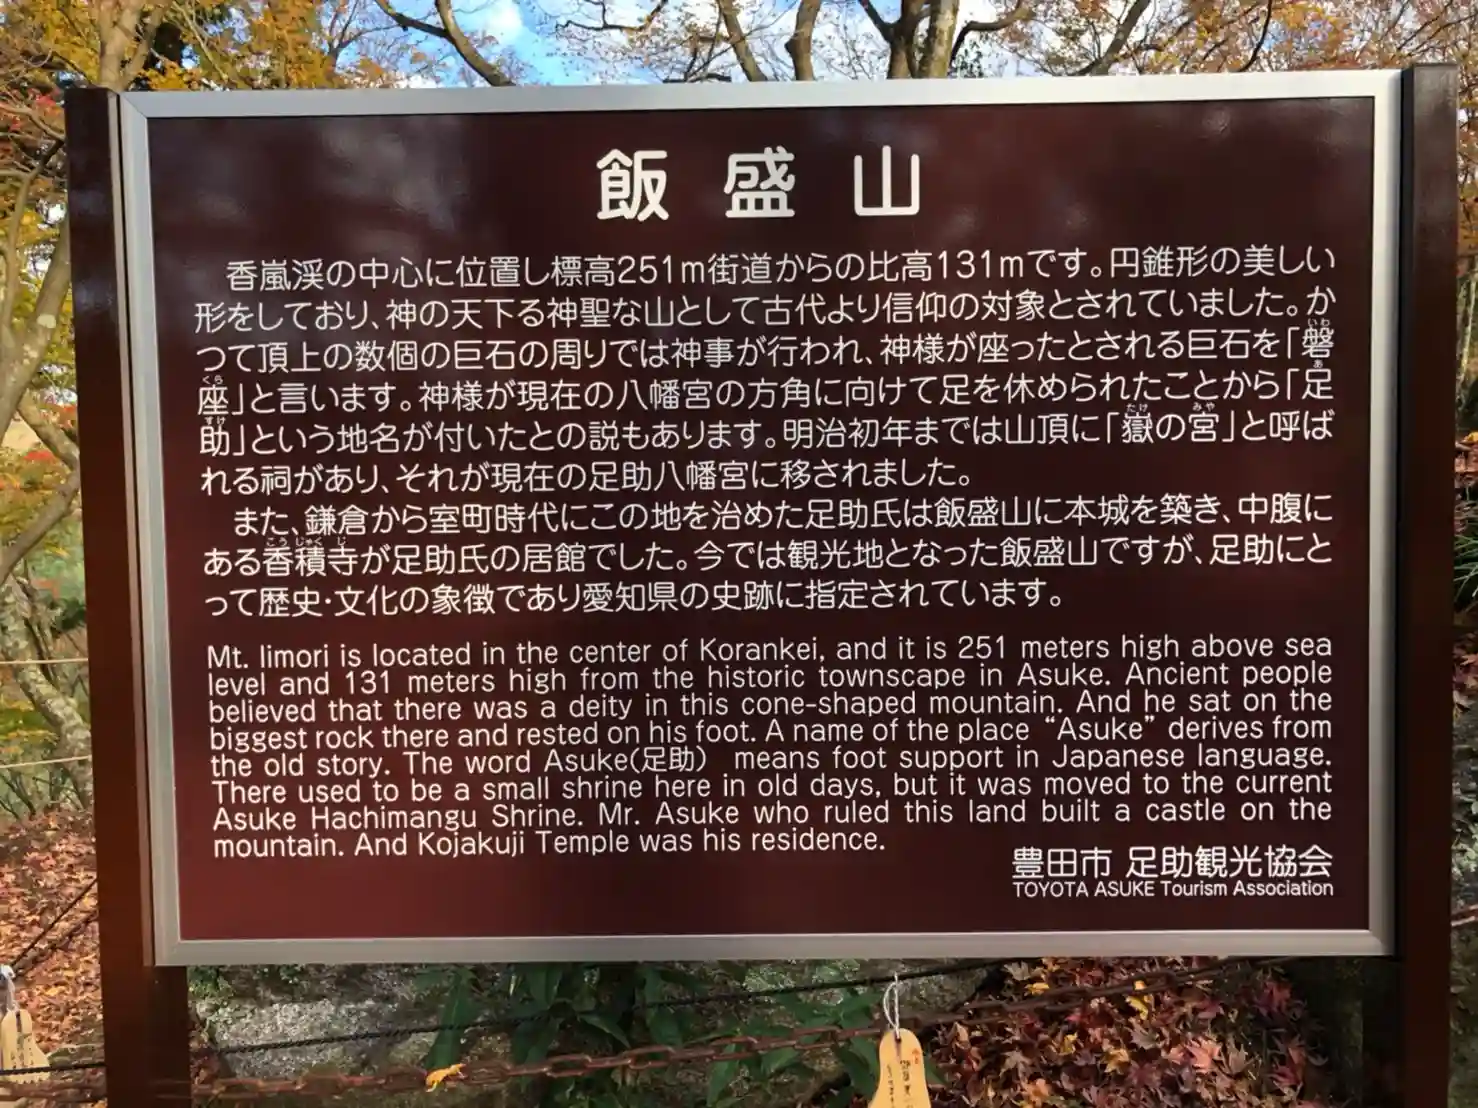 飯盛山
香嵐渓の中心に位置し標高251m街道からの比高131mです。円錐形の美しい
形をしており、神の天下る神聖な山として古代より信仰の対象とされていました。か
つて頂上の数個の巨石の周りでは神事が行われ、神様が座ったとされる巨石を「磐
座」と言います。神様が現在の八幡宮の方角に向けて足を休められたことから「足
助」という地名が付いたとの説もあります。明治初年までは山頂に「嶽の宮」と呼ば
れる祠があり、それが現在の足助八幡宮に移されました。
また、鎌倉から室町時代にこの地を治めた足助氏は飯盛山に本城を築き、中腹に
ある香積寺が足助氏の居館でした。今では観光地となった飯盛山ですが、足助にと
って歴史・文化の象徴であり愛知県の史跡に指定されています。
Mt. Iimori is located in the center of Korankei, and it is 251 meters high above sea
level and 131 meters high from the historic townscape in Asuke. Ancient people
believed that there was a deity in this cone-shaped mountain. And he sat on the
biggest rock there and rested on his foot. A name of the place “Asuke” derives from
the old story. The word Asuke(足助) means foot support in Japanese language.
There used to be a small shrine here in old days, but it was moved to the current
Asuke Hachimangu Shrine. Mr. Asuke who ruled this land built a castle on the
mountain. And Kojakuji Temple was his residence.
豊田市 足助観光協会
TOYOTA ASUKE Tourism Association